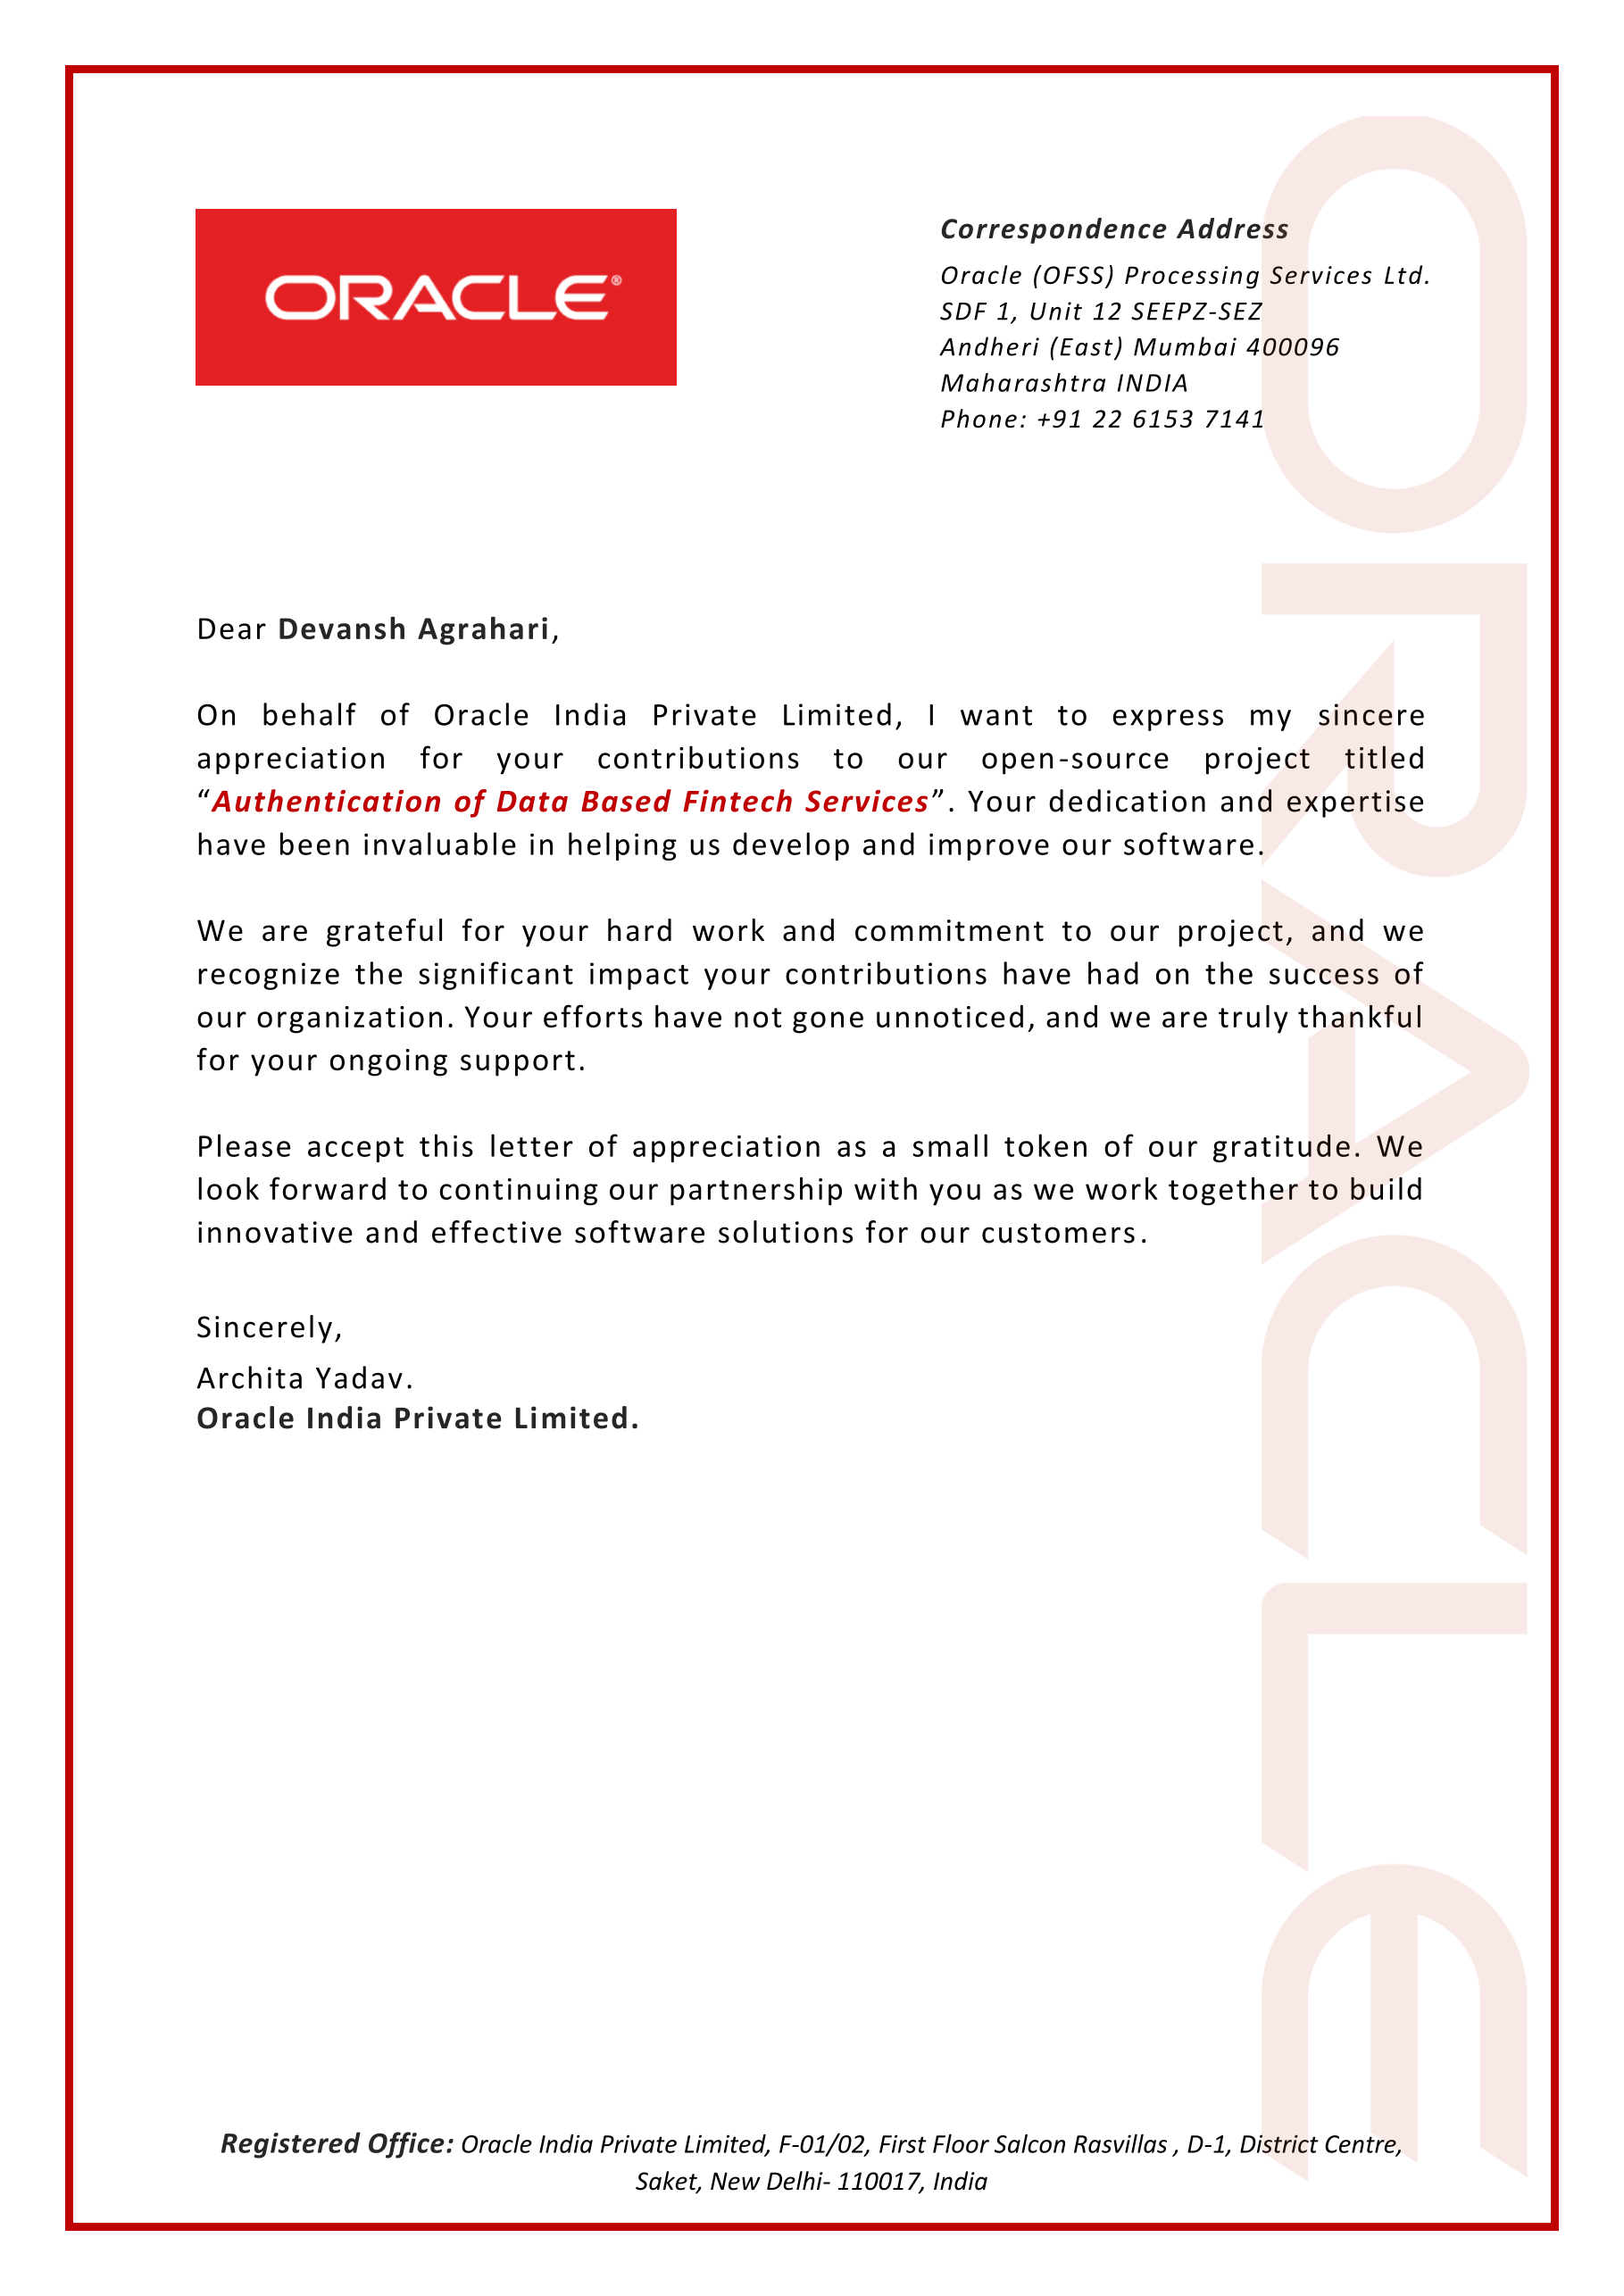 ORACLE®
Correspondence Address
Oracle (OFSS) Processing Services Ltd.
SDF 1, Unit 12 SEEPZ-SEZ
Andheri (East) Mumbai 400096
Maharashtra INDIA
Phone: +91 22 6153 7141
Dear Devansh Agrahari,
On behalf of Oracle India Private Limited, I want to express my sincere
appreciation for your contributions to our open-source project titled
“Authentication of Data Based Fintech Services”. Your dedication and expertise
have been invaluable in helping us develop and improve our software.
We are grateful for your hard work and commitment to our project, and we
recognize the significant impact your contributions have had on the success of
our organization. Your efforts have not gone unnoticed, and we are truly thankful
for your ongoing support.
Please accept this letter of appreciation as a small token of our gratitude. We
look forward to continuing our partnership with you as we work together to build
innovative and effective software solutions for our customers.
Sincerely,
Archita Yadav.
Oracle India Private Limited.
Registered Office: Oracle India Private Limited, F-01/02, First Floor Salcon Rasvillas , D-1, District Centre,
Saket, New Delhi- 110017, India
ORACLE